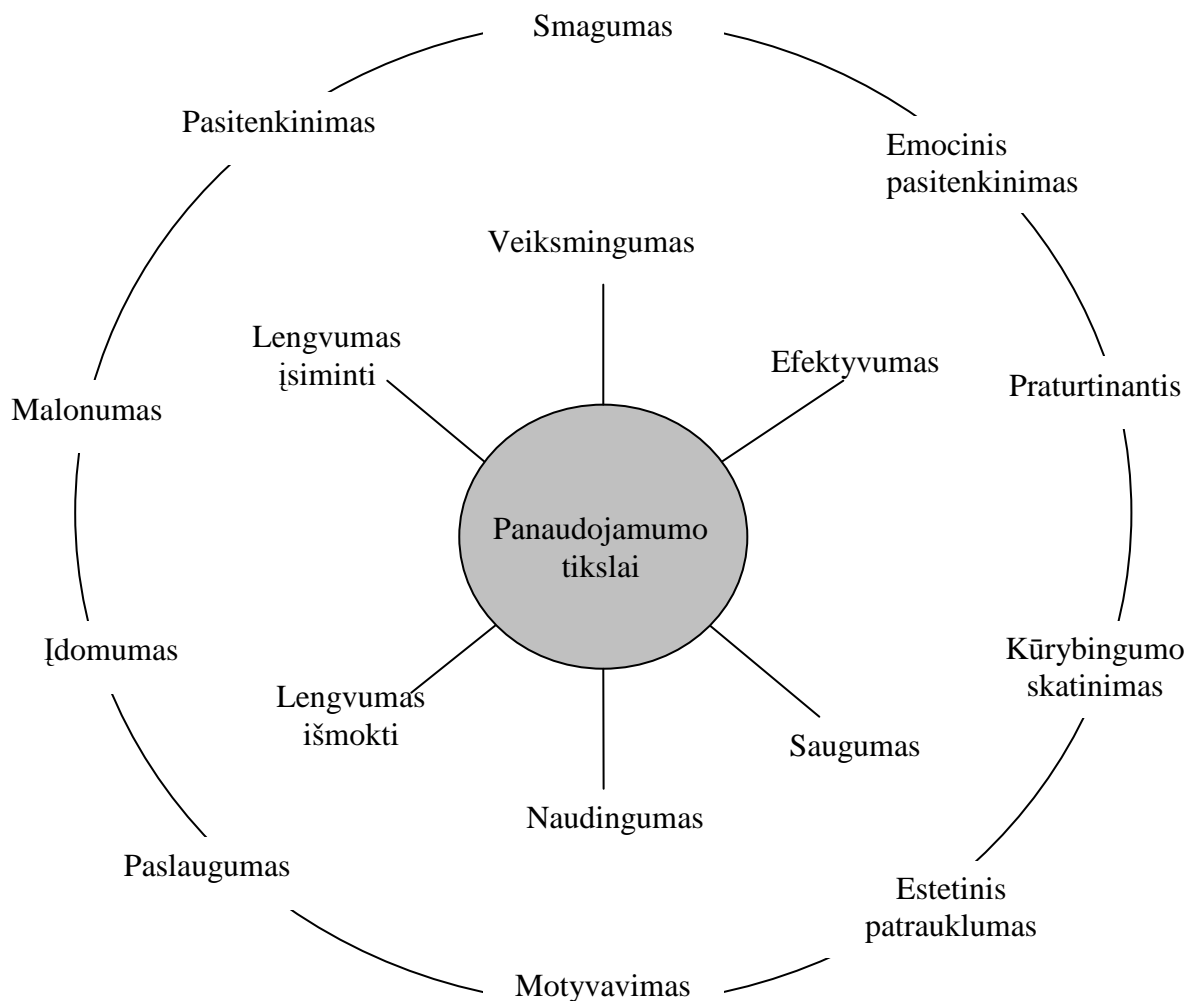 Smagumas
Pasitenkinimas
Emocinis
pasitenkinimas
Veiksmingumas
Lengvumas
įsiminti
Efektyvumas
Malonumas
Praturtinantis
Panaudojamumo
tikslai
Įdomumas
Kūrybingumo
skatinimas
Lengvumas
išmokti
Saugumas
Naudingumas
Paslaugumas
Estetinis
patrauklumas
Motyvavimas